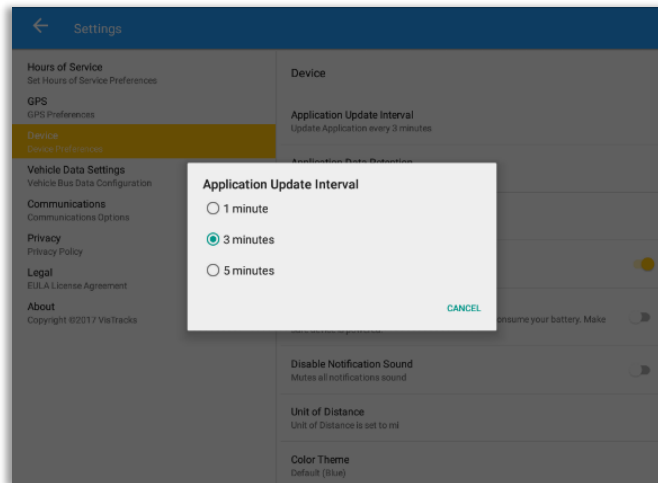 Settings
Hours of Service
Set Hours of Service Preferences
GPS
GPS Preferences
Device
Device Preferences
Vehicle Data Settings
Vehicle Bus Data Configuration
Communications
Communications Options
Privacy
Privacy Policy
Legal
EULA License Agreement
About
Copyright ©2017 VisTracks
Device
Application Update Interval
Update Application every 3 minutes
Application Data Retention
Application Update Interval
1 minute
3 minutes
5 minutes
CANCEL
onsume your battery. Make
Disable Notification Sound
Mutes all notifications sound
Unit of Distance
Unit of Distance is set to mi
Color Theme
Default (Blue)